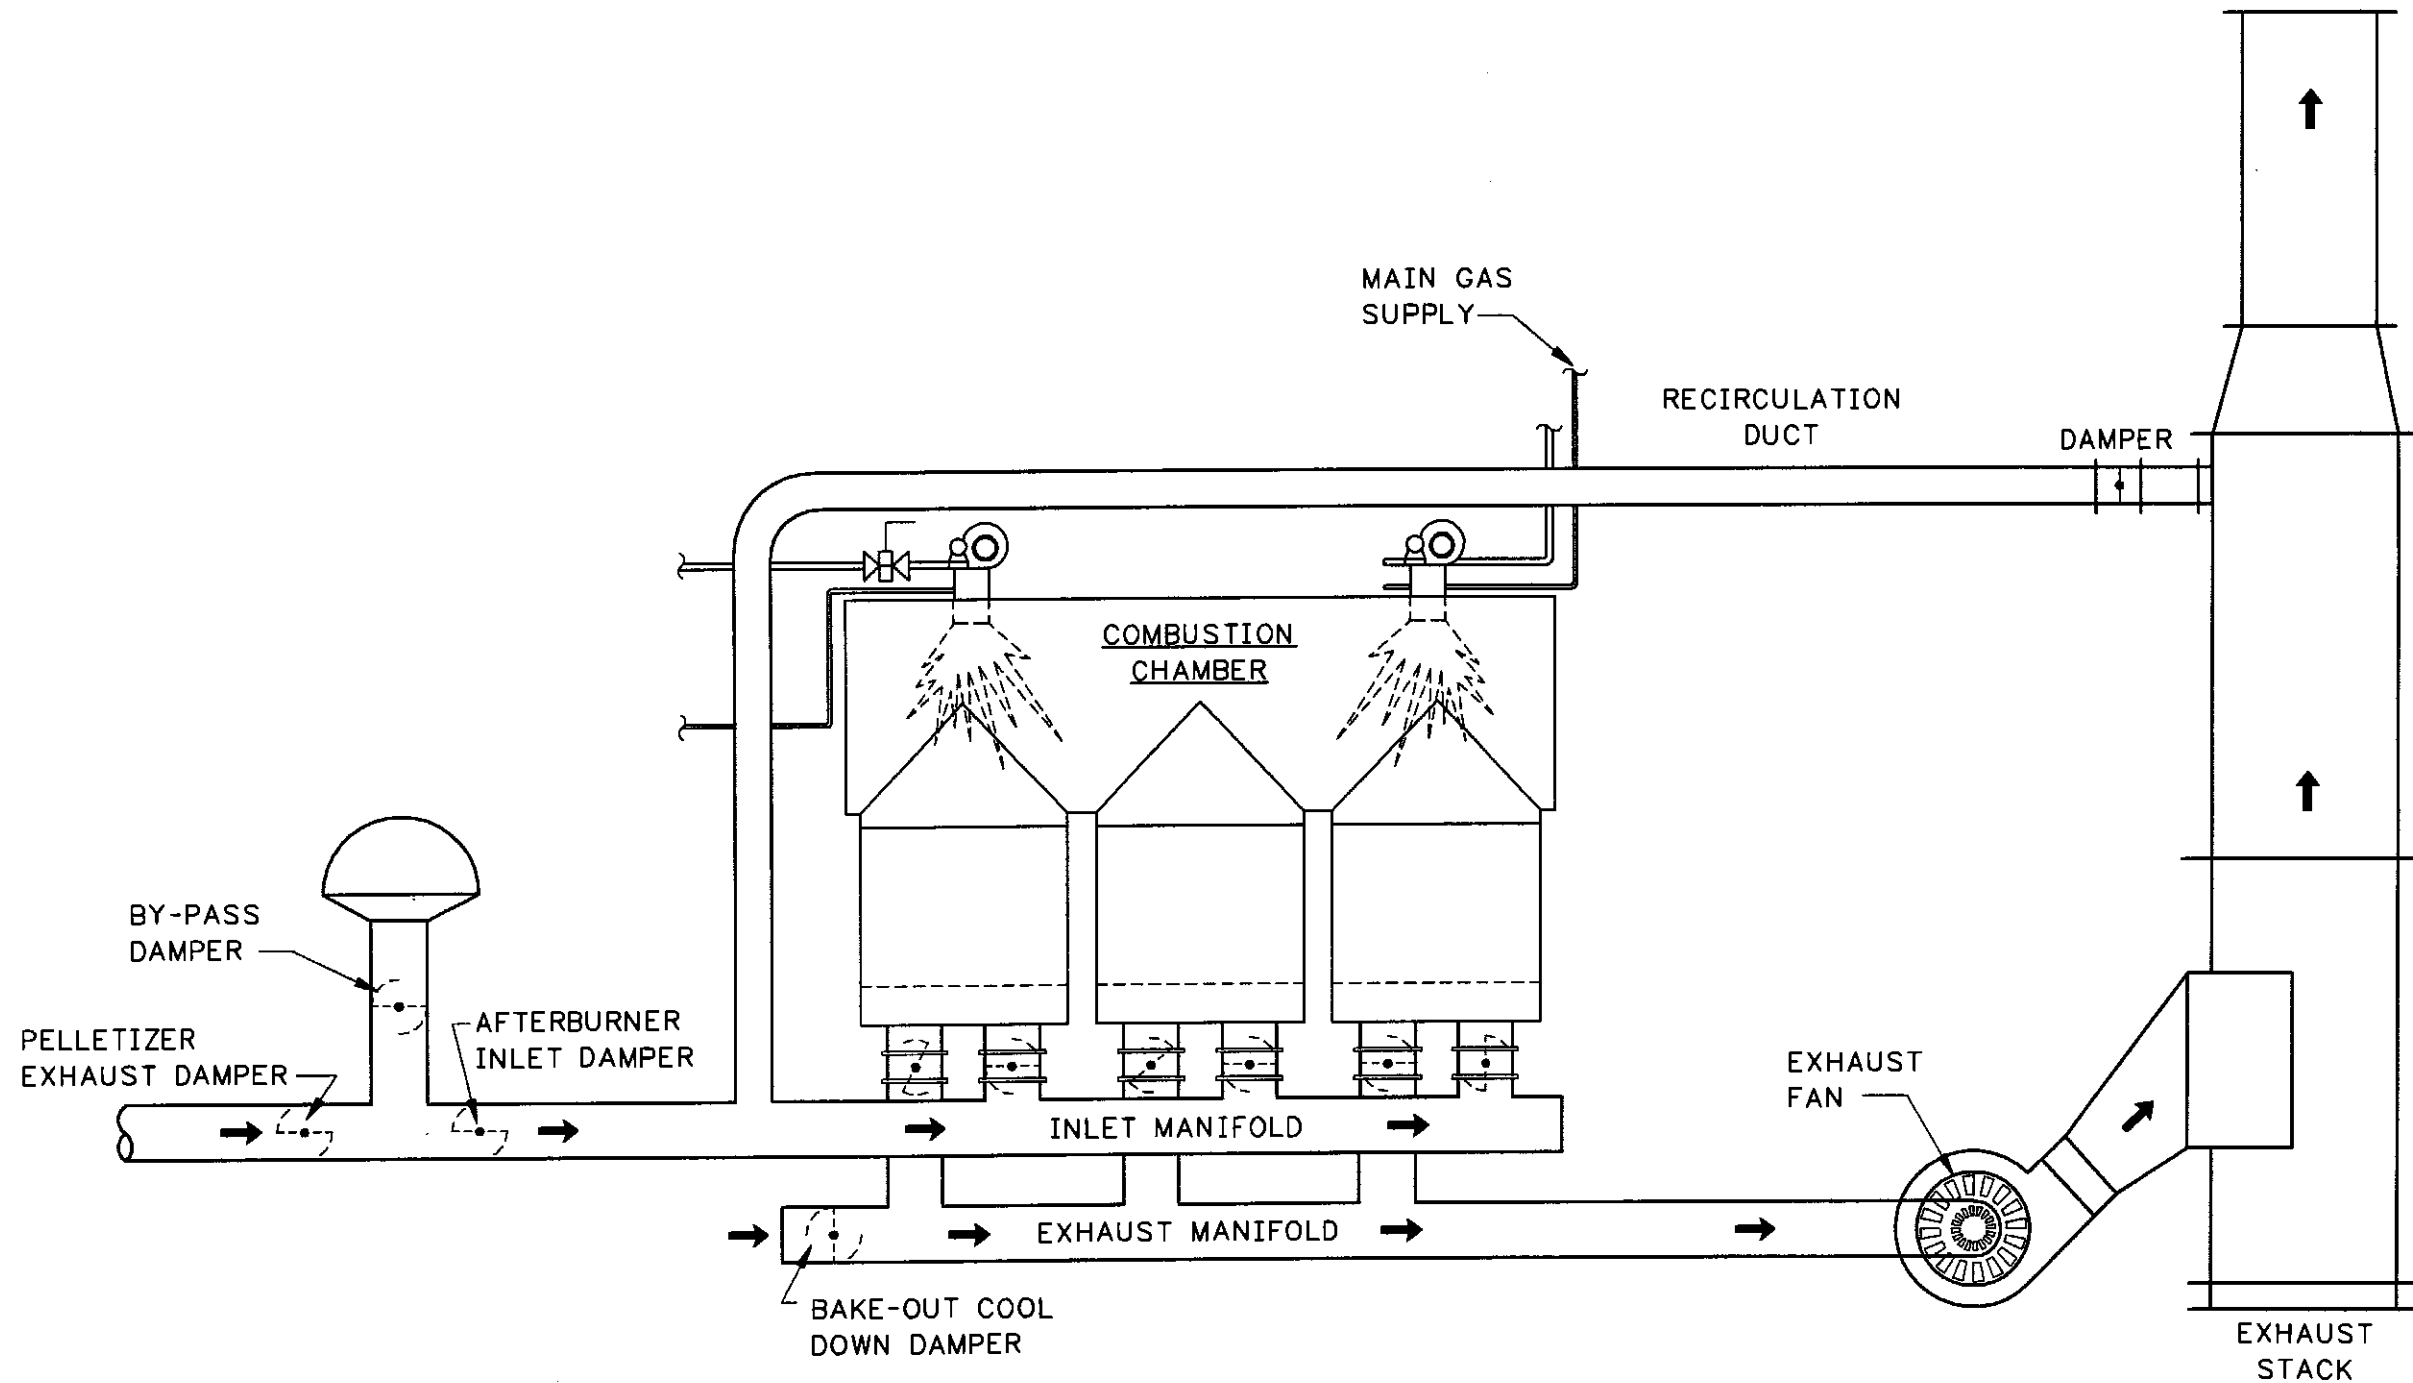 MAIN GAS
SUPPLY
RECIRCULATION
DUCT
DAMPER
COMBUSTION
CHAMBER
BY-PASS
DAMPER
PELLETIZER
EXHAUST DAMPER
AFTERBURNER
INLET DAMPER
EXHAUST
FAN
INLET MANIFOLD
EXHAUST MANIFOLD
BAKE-OUT COOL
DOWN DAMPER
EXHAUST
STACK